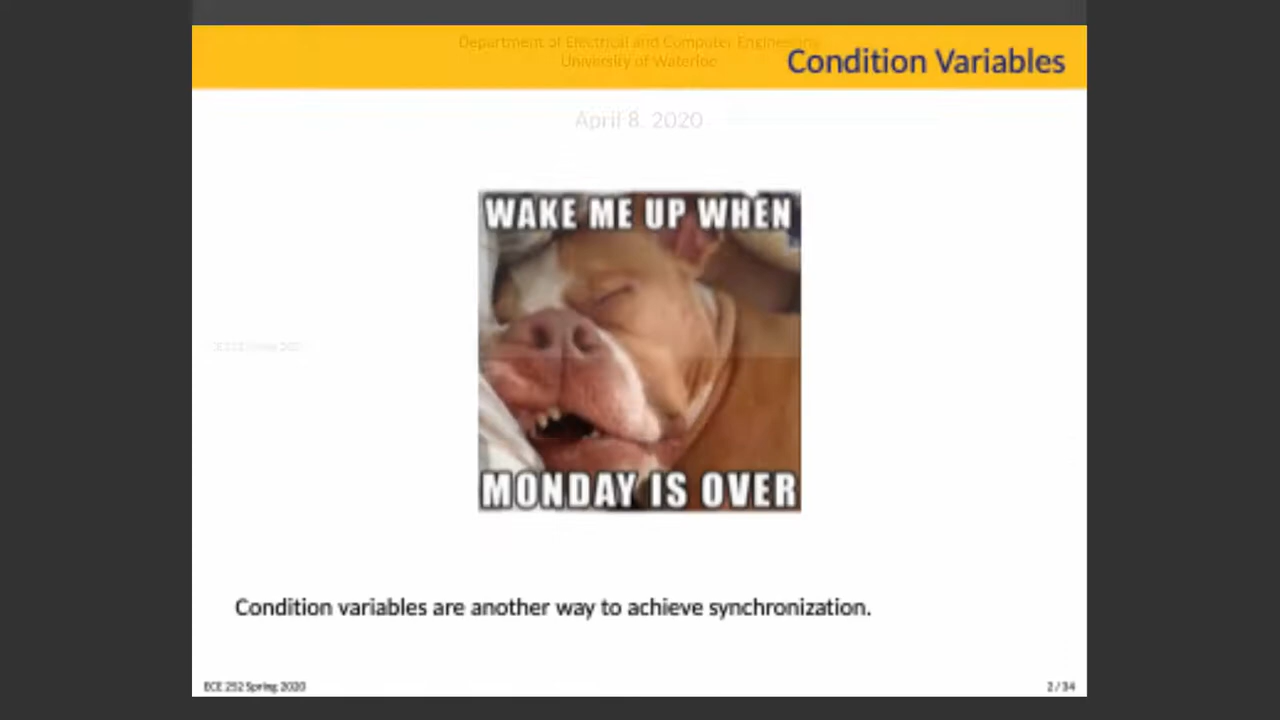 Department of Electrical and Computer Engineering
University of Waterloo
Condition Variables
April 8, 2020
WAKE ME UP WHEN
MONDAY IS OVER
Condition variables are another way to achieve synchronization.
ECE 252 Spring 2020
2 / 34